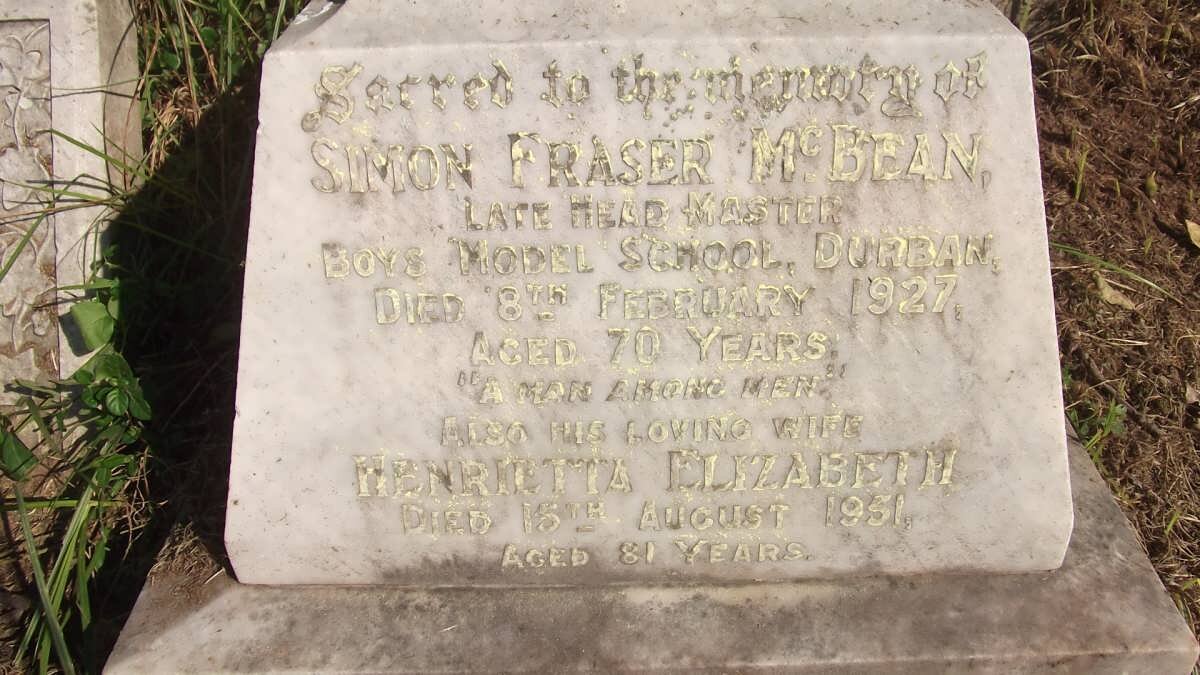 Sacred to the memory of
SIMON FRASER McBEAN,
LATE HEAD MASTER
BOYS MODEL SCHOOL, DURBAN,
DIED 8TH FEBRUARY 1927,
AGED 70 YEARS.
"A MAN AMONG MEN."
ALSO HIS LOVING WIFE
HENRIETTA ELIZABETH
DIED 15TH AUGUST 1931,
AGED 81 YEARS.